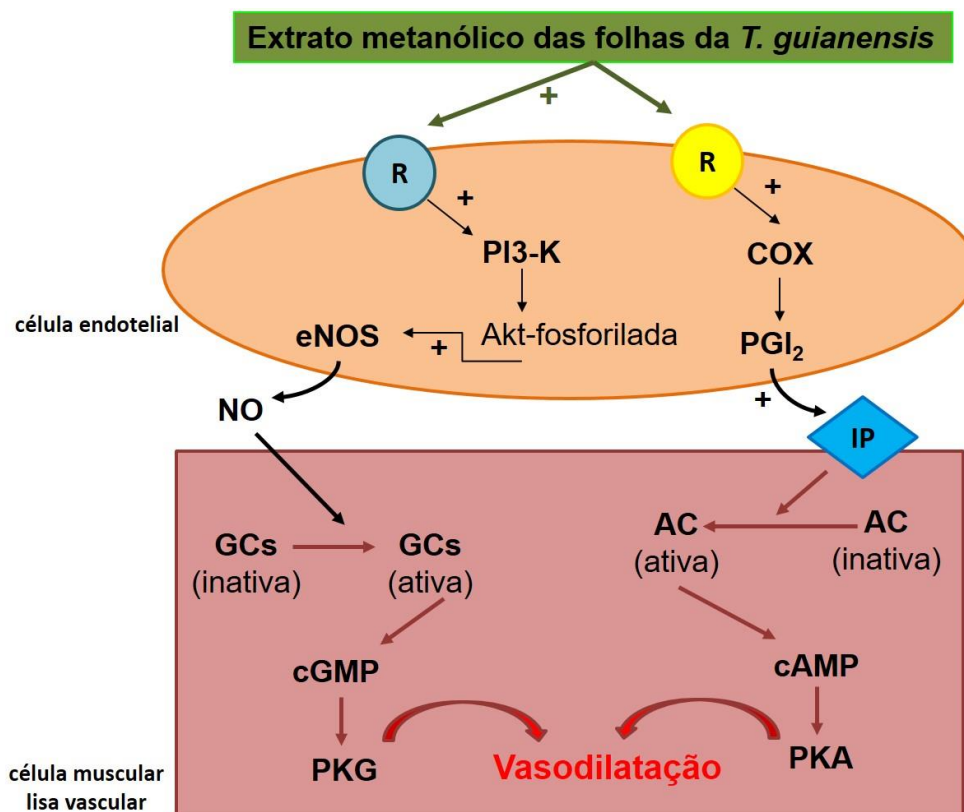 Extrato metanólico das folhas da T. guianensis
+
R
R
+
+
PI3-K
COX
célula endotelial
eNOS
+
Akt-fosforilada
PGI₂
NO
+
IP
GCs
(inativa)
GCs
(ativa)
AC
(ativa)
AC
(inativa)
cGMP
cAMP
PKG
Vasodilatação
PKA
célula muscular
lisa vascular